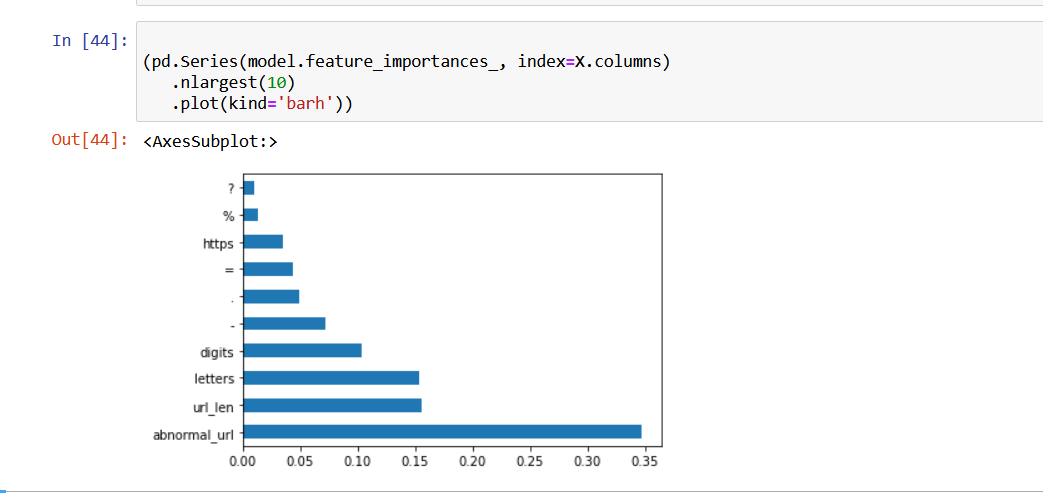 In [44]:
(pd.Series(model.feature_importances_, index=X.columns)
.nlargest(10)
.plot(kind='barh'))
Out[44]: <AxesSubplot:>
?
%
https
=
.
-
digits
letters
url_len
abnormal_url
0.00 0.05 0.10 0.15 0.20 0.25 0.30 0.35